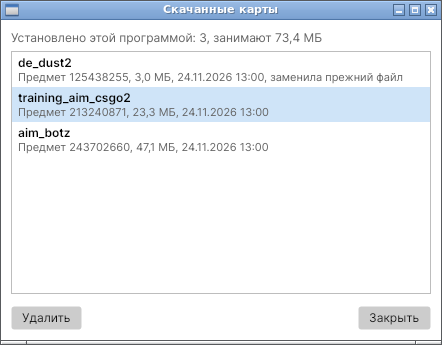 Скачанные карты
Установлено этой программой: 3, занимают 73,4 МБ
de_dust2
Предмет 125438255, 3,0 МБ, 24.11.2026 13:00, заменила прежний файл
training_aim_csgo2
Предмет 213240871, 23,3 МБ, 24.11.2026 13:00
aim_botz
Предмет 243702660, 47,1 МБ, 24.11.2026 13:00
Удалить
Закрыть